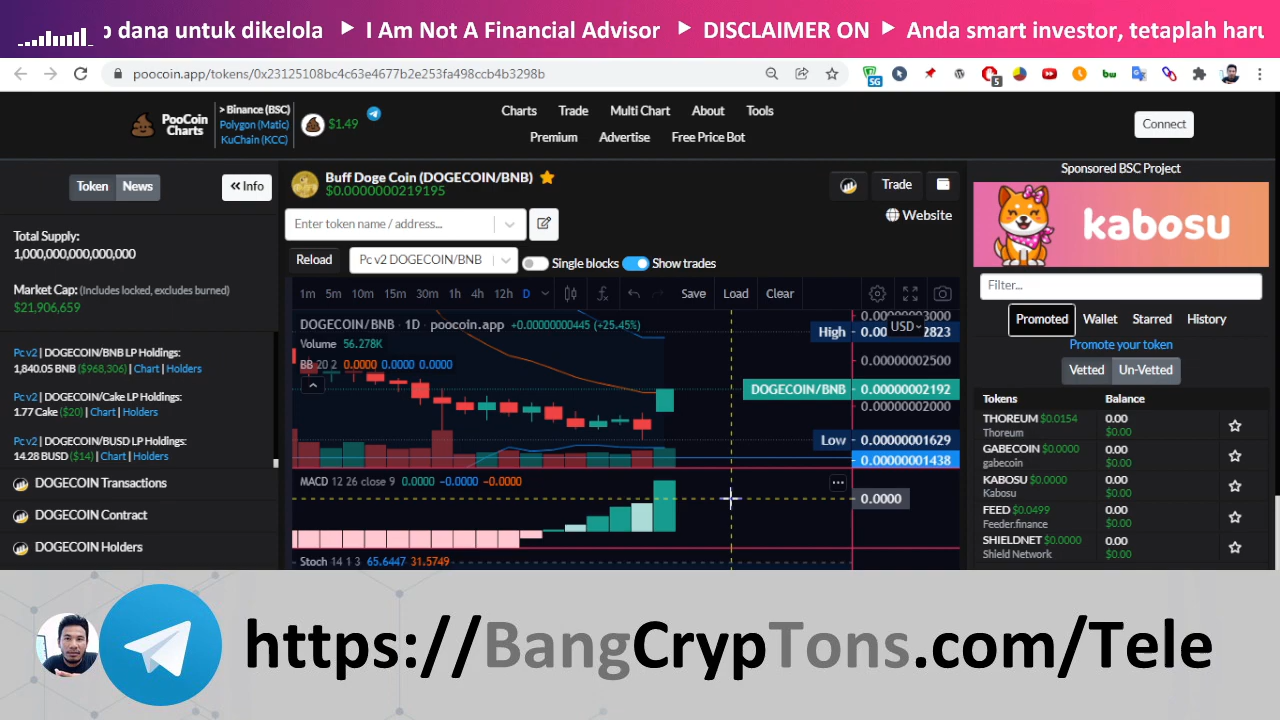 dana untuk dikelola ▶ I Am Not A Financial Advisor ▶ DISCLAIMER ON ▶ Anda smart investor, tetaplah haru
poocoin.app/tokens/0x23125108bc4c63e4677b2e253fa498ccb4b3298b
SG
5
bw
PooCoin
Charts
> Binance (BSC)
Polygon (Matic)
KuChain (KCC)
$1.49
Charts
Trade
Multi Chart
About
Tools
Premium
Advertise
Free Price Bot
Connect
Token
News
Info
Total Supply:
1,000,000,000,000,000
Market Cap: (Includes locked, excludes burned)
$21,906,659
Pc v2 | DOGECOIN/BNB LP Holdings:
1,840.05 BNB ($968,306) | Chart | Holders
Pc v2 | DOGECOIN/Cake LP Holdings:
1.77 Cake ($20) | Chart | Holders
Pc v2 | DOGECOIN/BUSD LP Holdings:
14.28 BUSD ($14) | Chart | Holders
DOGECOIN Transactions
DOGECOIN Contract
DOGECOIN Holders
Buff Doge Coin (DOGECOIN/BNB)
$0.0000000219195
Trade
Website
Enter token name / address...
Reload
Pc v2 DOGECOIN/BNB
Single blocks
Show trades
1m 5m 10m 15m 30m 1h 4h 12h D
Save
Load
Clear
DOGECOIN/BNB · 1D poocoin.app +0.0000000445 (+25.45%)
Volume 56.278K
BB 20 2 0.0000 0.0000 0.0000
USD
High
2823
0.00000002500
DOGECOIN/BNB 0.00000002192
0.00000002000
Low 0.00000001629
0.00000001438
MACD 12 26 close 9 0.0000 −0.0000 −0.0000
0.0000
Stoch 14 1 3 65.6447 31.5749
Sponsored BSC Project
kabosu
Filter...
Promoted
Wallet
Starred
History
Promote your token
Vetted
Un-Vetted
Tokens Balance
THOREUM $0.0154 0.00
Thoreum $0.00
GABECOIN $0.0000 0.00
gabecoin $0.00
KABOSU $0.0000 0.00
Kabosu $0.00
FEED $0.0499 0.00
Feeder.finance $0.00
SHIELDNET $0.0000 0.00
Shield Network $0.00
https://BangCrypTons.com/Tele